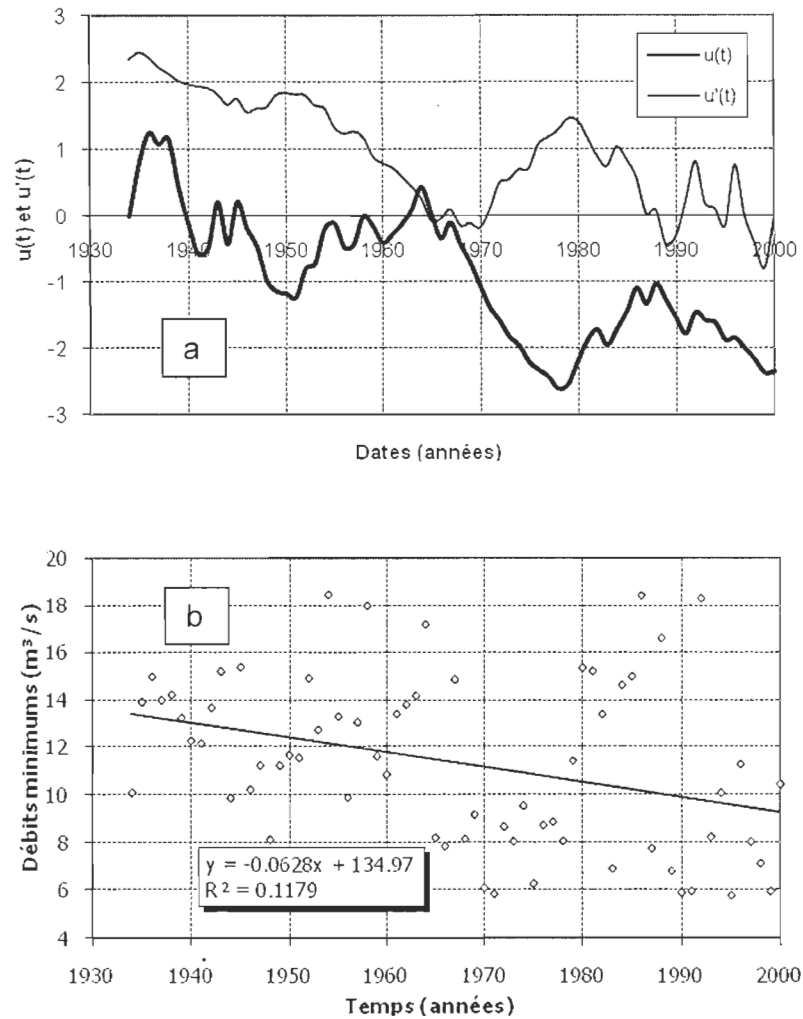 3
2
1
0
-1
-2
-3
u(t) et u'(t)
u(t)
u'(t)
1930 1940 1950 1960 1970 1980 1990 2000
a
Dates (années)
20
18
16
14
12
10
8
6
4
Débits minimums (m³/s)
b
y = -0.0628x + 134.97
R² = 0.1179
1930 1940 1950 1960 1970 1980 1990 2000
Temps (années)